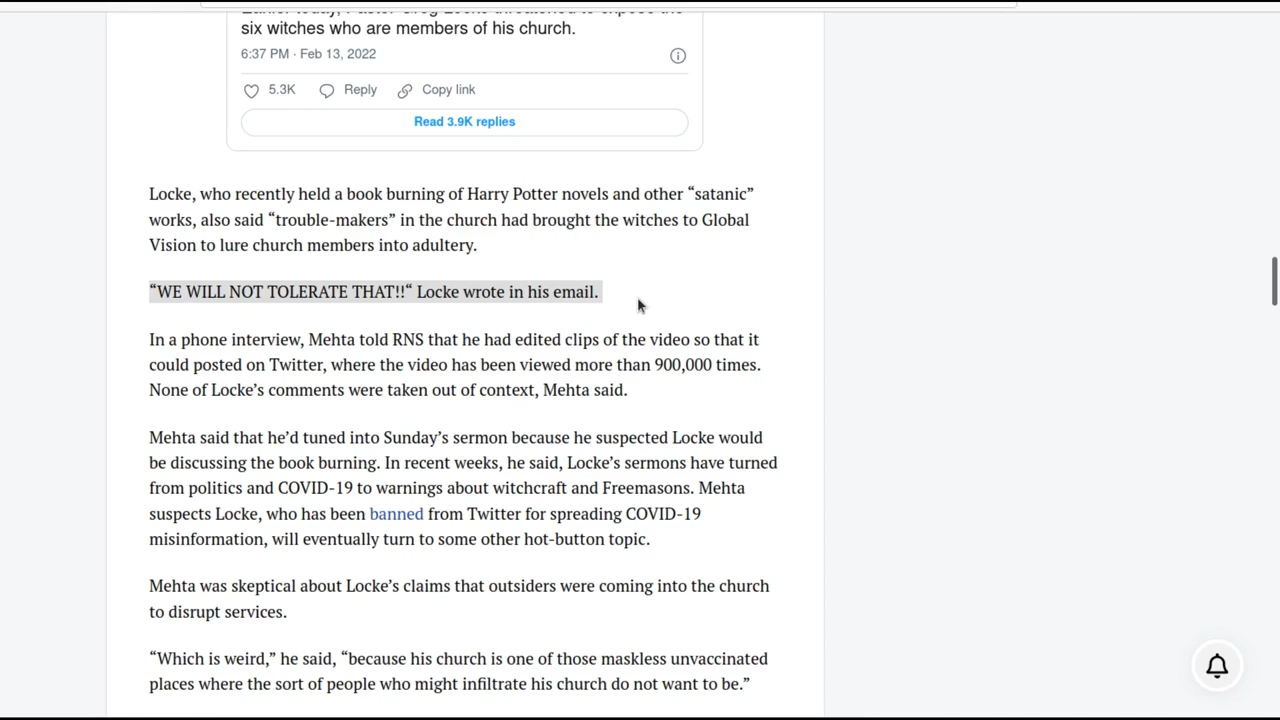 six witches who are members of his church.
6:37 PM · Feb 13, 2022
5.3K Reply Copy link
Read 3.9K replies
Locke, who recently held a book burning of Harry Potter novels and other “satanic”
works, also said “trouble-makers” in the church had brought the witches to Global
Vision to lure church members into adultery.
“WE WILL NOT TOLERATE THAT!!“ Locke wrote in his email.
In a phone interview, Mehta told RNS that he had edited clips of the video so that it
could posted on Twitter, where the video has been viewed more than 900,000 times.
None of Locke’s comments were taken out of context, Mehta said.
Mehta said that he’d tuned into Sunday’s sermon because he suspected Locke would
be discussing the book burning. In recent weeks, he said, Locke’s sermons have turned
from politics and COVID-19 to warnings about witchcraft and Freemasons. Mehta
suspects Locke, who has been banned from Twitter for spreading COVID-19
misinformation, will eventually turn to some other hot-button topic.
Mehta was skeptical about Locke’s claims that outsiders were coming into the church
to disrupt services.
“Which is weird,” he said, “because his church is one of those maskless unvaccinated
places where the sort of people who might infiltrate his church do not want to be.”